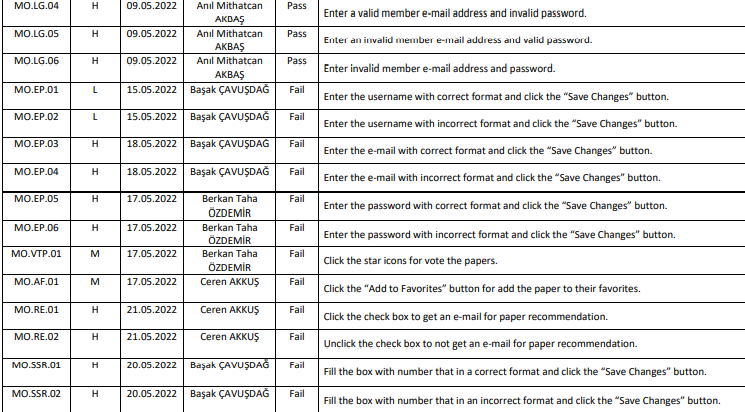 MO.LG.04 H 09.05.2022 Anıl Mithatcan AKBAŞ Pass Enter a valid member e-mail address and invalid password.
MO.LG.05 H 09.05.2022 Anıl Mithatcan AKBAŞ Pass Enter an invalid member e-mail address and valid password.
MO.LG.06 H 09.05.2022 Anıl Mithatcan AKBAŞ Pass Enter invalid member e-mail address and password.
MO.EP.01 L 15.05.2022 Başak ÇAVUŞDAĞ Fail Enter the username with correct format and click the “Save Changes” button.
MO.EP.02 L 15.05.2022 Başak ÇAVUŞDAĞ Fail Enter the username with incorrect format and click the “Save Changes” button.
MO.EP.03 H 18.05.2022 Başak ÇAVUŞDAĞ Fail Enter the e-mail with correct format and click the “Save Changes” button.
MO.EP.04 H 18.05.2022 Başak ÇAVUŞDAĞ Fail Enter the e-mail with incorrect format and click the “Save Changes” button.
MO.EP.05 H 17.05.2022 Berkan Taha ÖZDEMİR Fail Enter the password with correct format and click the “Save Changes” button.
MO.EP.06 H 17.05.2022 Berkan Taha ÖZDEMİR Fail Enter the password with incorrect format and click the “Save Changes” button.
MO.VTP.01 M 17.05.2022 Berkan Taha ÖZDEMİR Fail Click the star icons for vote the papers.
MO.AF.01 M 17.05.2022 Ceren AKKUŞ Fail Click the “Add to Favorites” button for add the paper to their favorites.
MO.RE.01 H 21.05.2022 Ceren AKKUŞ Fail Click the check box to get an e-mail for paper recommendation.
MO.RE.02 H 21.05.2022 Ceren AKKUŞ Fail Unclick the check box to not get an e-mail for paper recommendation.
MO.SSR.01 H 20.05.2022 Başak ÇAVUŞDAĞ Fail Fill the box with number that in a correct format and click the “Save Changes” button.
MO.SSR.02 H 20.05.2022 Başak ÇAVUŞDAĞ Fail Fill the box with number that in an incorrect format and click the “Save Changes” button.